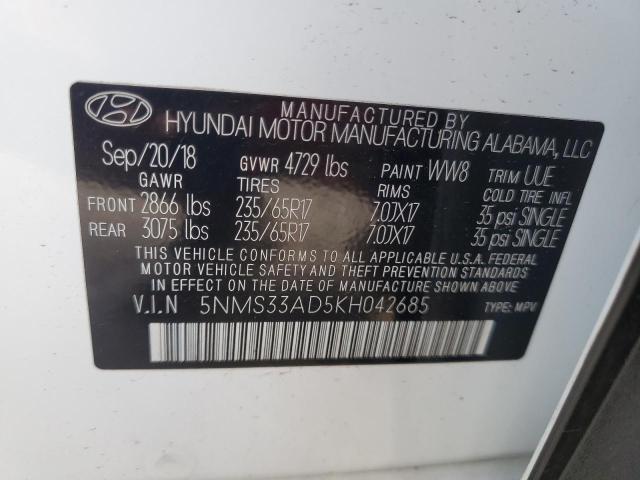 MANUFACTURED BY
HYUNDAI MOTOR MANUFACTURING ALABAMA, LLC
Sep/20/18 GVWR 4729 lbs PAINT WW8 TRIM UUE
GAWR TIRES RIMS COLD TIRE INFL
FRONT 2866 lbs 235/65R17 7.0JX17 35 psi SINGLE
REAR 3075 lbs 235/65R17 7.0JX17 35 psi SINGLE
THIS VEHICLE CONFORMS TO ALL APPLICABLE U.S.A. FEDERAL
MOTOR VEHICLE SAFETY AND THEFT PREVENTION STANDARDS
IN EFFECT ON THE DATE OF MANUFACTURE SHOWN ABOVE.
V.I.N 5NMS33AD5KH042685 TYPE: MPV